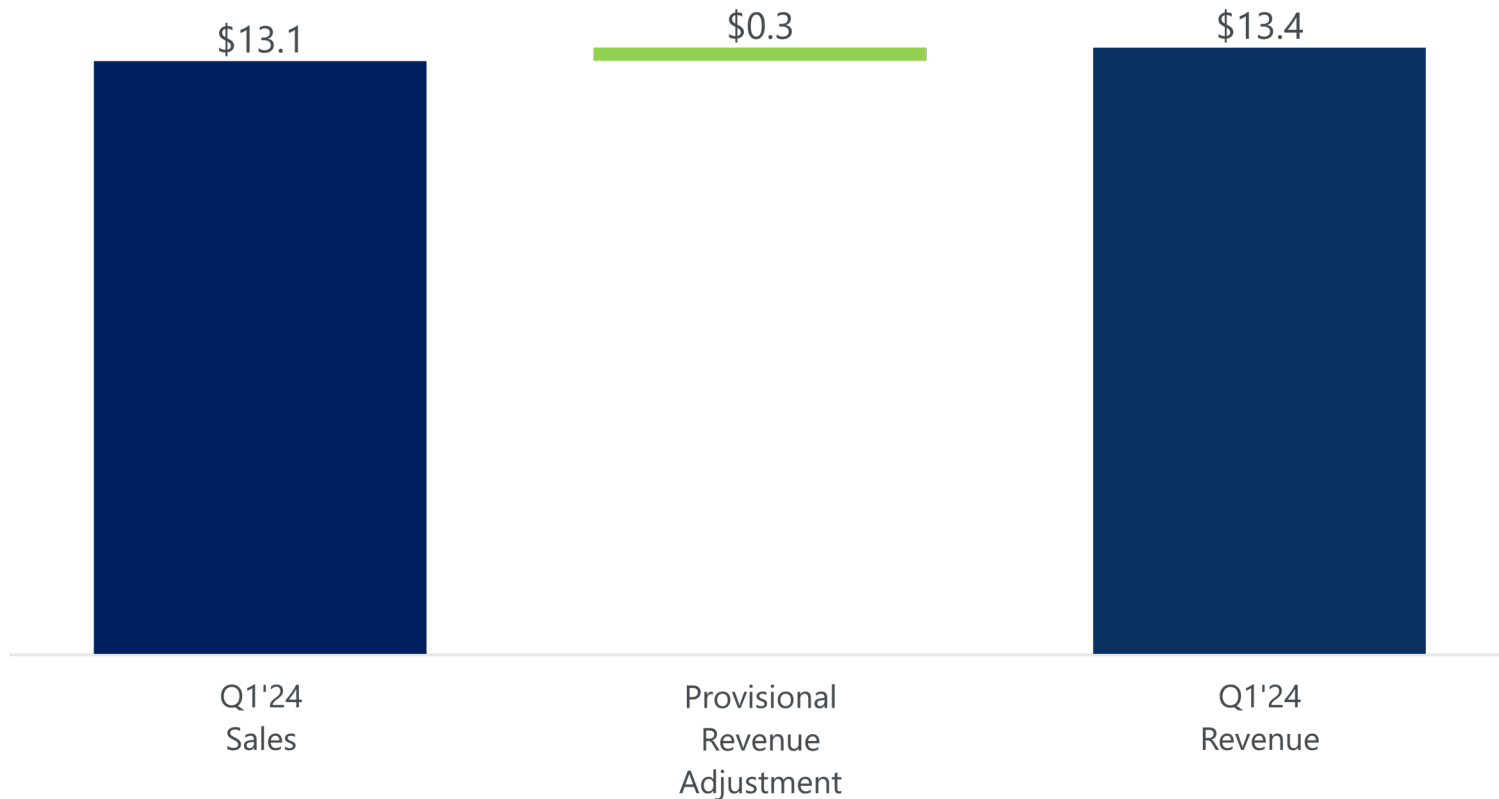 $13.1
$0.3
$13.4
Q1'24
Sales
Provisional
Revenue
Adjustment
Q1'24
Revenue